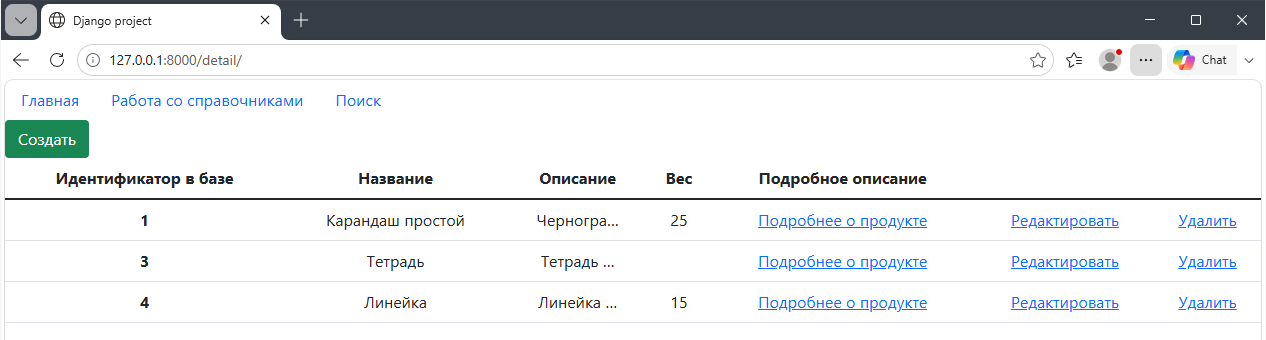 Django project
127.0.0.1:8000/detail/
Chat
Главная Работа со справочниками Поиск
Создать
Идентификатор в базе Название Описание Вес Подробное описание
1 Карандаш простой Черногра... 25 Подробнее о продукте Редактировать Удалить
3 Тетрадь Тетрадь ... Подробнее о продукте Редактировать Удалить
4 Линейка Линейка ... 15 Подробнее о продукте Редактировать Удалить